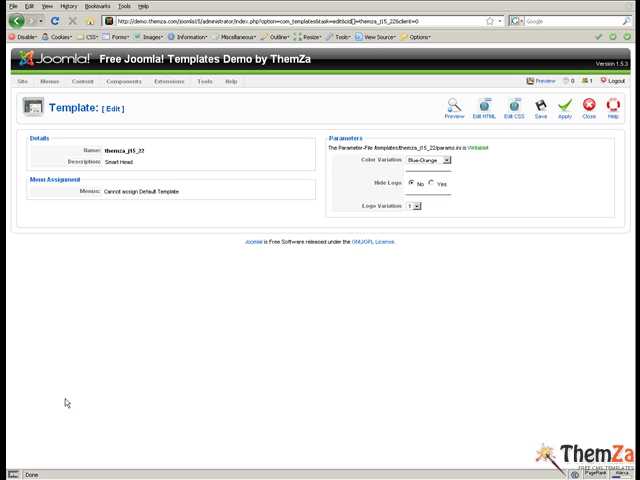 File Edit View History Bookmarks Tools Help
http://demo.themza.com/joomla15/administrator/index.php?option=com_templates&task=edit&cid[]=themza_j15_22&client=0
Google
Disable Cookies CSS Forms Images Information Miscellaneous Outline Resize Tools View Source Options
Joomla! Free Joomla! Templates Demo by ThemZa
Version 1.5.3
Site Menus Content Components Extensions Tools Help
Preview 0 1 Logout
Template: [ Edit ]
Preview Edit HTML Edit CSS Save Apply Close Help
Details
Name: themza_j15_22
Description: Smart Head
Menu Assignment
Menus: Cannot assign Default Template
Parameters
The Parameter-File /templates/themza_j15_22/params.ini is Writable!
Color Variation Blue-Orange
Hide Logo No Yes
Logo Variation 1
Joomla! is Free Software released under the GNU/GPL License.
ThemZa
FREE CMS TEMPLATES
Done
PageRank Alexa